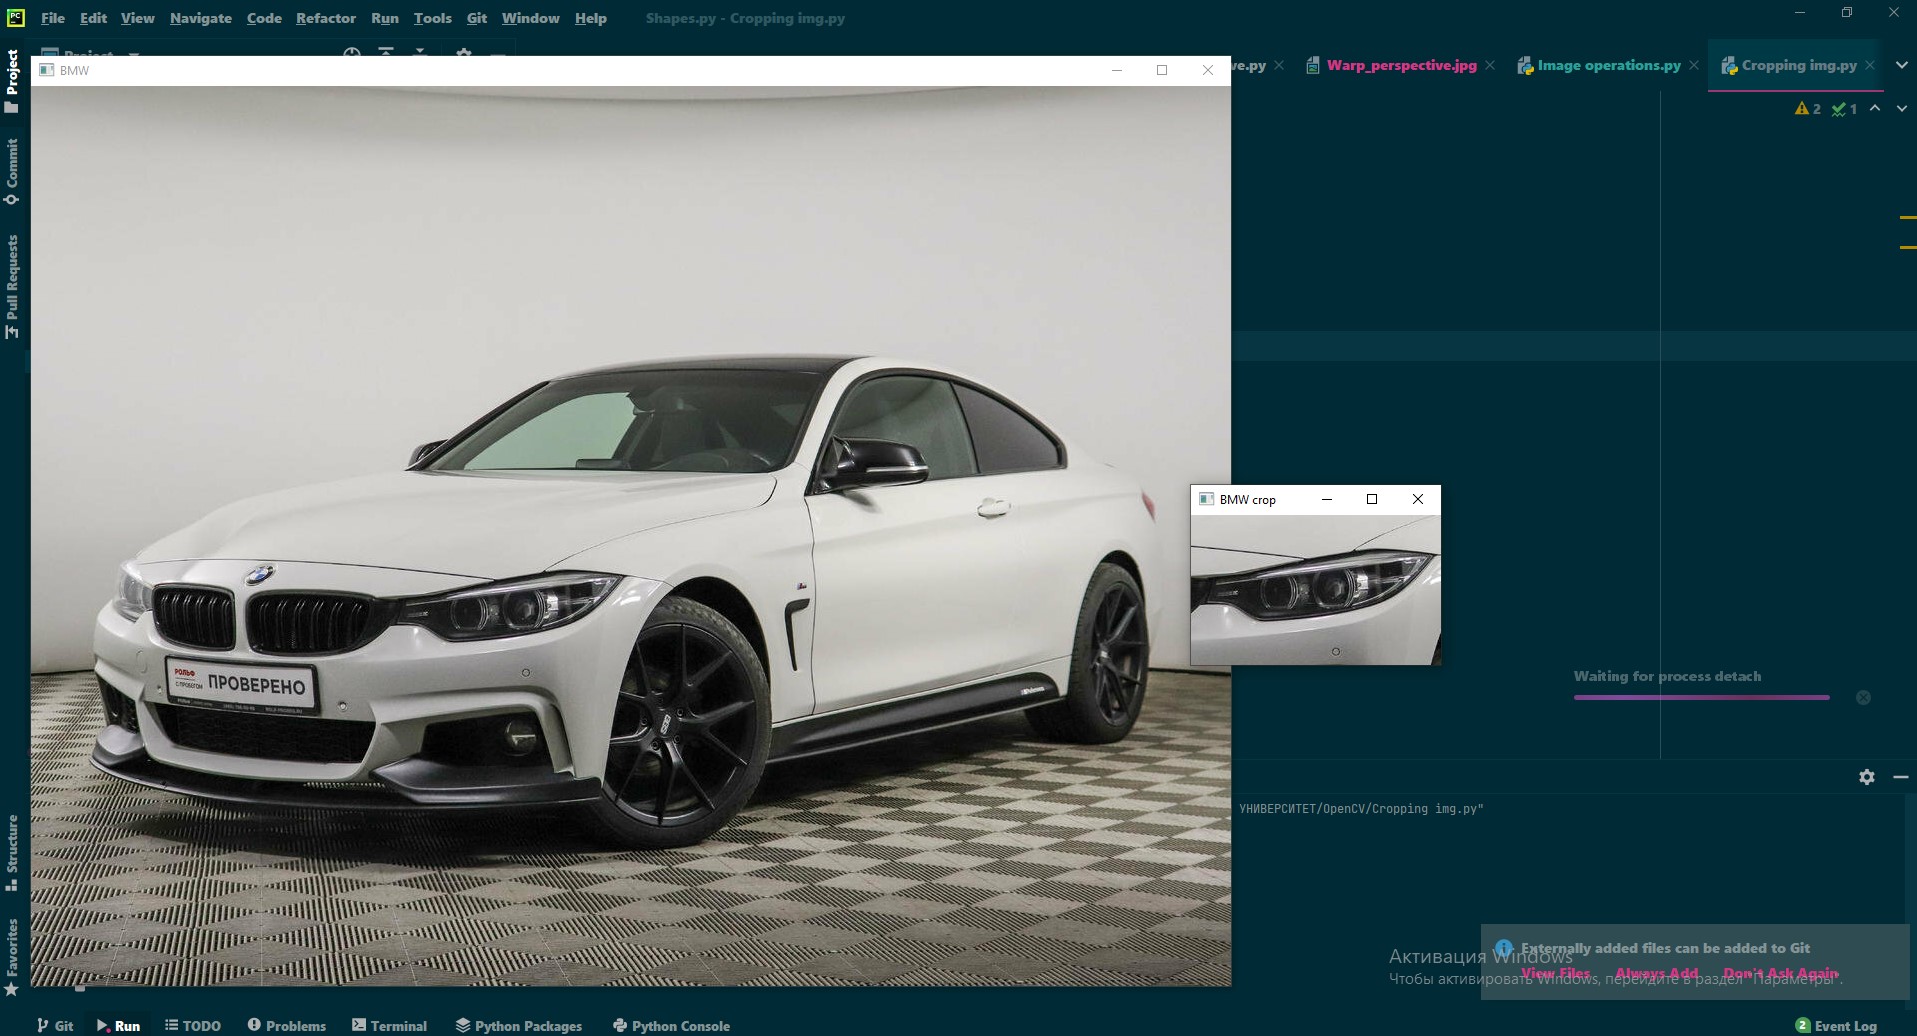 File Edit View Navigate Code Refactor Run Tools Git Window Help Shapes.py - Cropping img.py
Project
BMW
ve.py Warp_perspective.jpg Image operations.py Cropping img.py
2 1
Project
Commit
Pull Requests
BMW crop
РОЛЬФ
С ПРОБЕГОМ
ПРОВЕРЕНО
Waiting for process detach
УНИВЕРСИТЕТ/OpenCV/Cropping img.py"
Structure
Favorites
Externally added files can be added to Git
View Files Always Add Don't Ask Again
Активация Windows
Чтобы активировать Windows, перейдите в раздел "Параметры".
Git Run TODO Problems Terminal Python Packages Python Console 2 Event Log